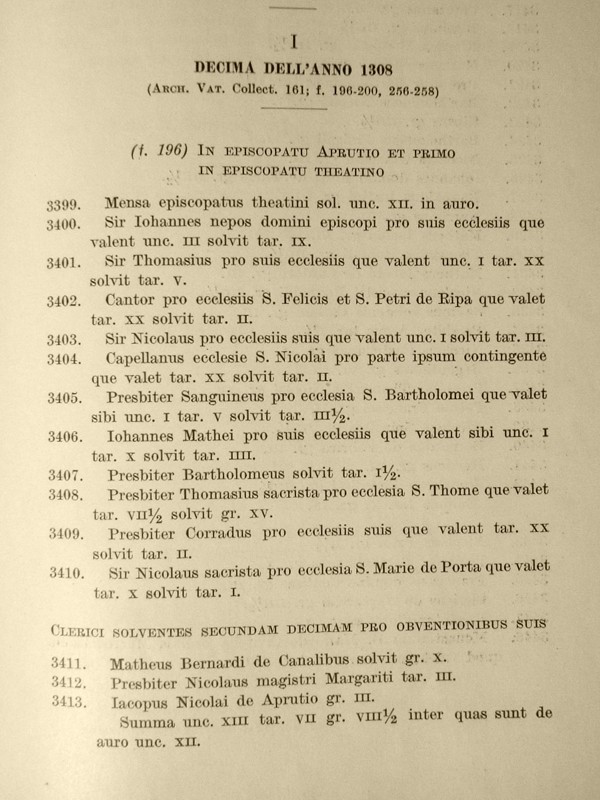 I
DECIMA DELL'ANNO 1308
(ARCH. VAT. Collect. 161; f. 196-200, 256-258)
(f. 196) IN EPISCOPATU APRUTIO ET PRIMO
IN EPISCOPATU THEATINO
3399. Mensa episcopatus theatini sol. unc. XII. in auro.
3400. Sir Iohannes nepos domini episcopi pro suis ecclesiis que
valent unc. III solvit tar. IX.
3401. Sir Thomasius pro suis ecclesiis que valent unc. I tar. XX
solvit tar. V.
3402. Cantor pro ecclesiis S. Felicis et S. Petri de Ripa que valet
tar. XX solvit tar. II.
3403. Sir Nicolaus pro ecclesiis suis que valent unc. I solvit tar. III.
3404. Capellanus ecclesie S. Nicolai pro parte ipsum contingente
que valet tar. XX solvit tar. II.
3405. Presbiter Sanguineus pro ecclesia S. Bartholomei que valet
sibi unc. I tar. V solvit tar. III½.
3406. Iohannes Mathei pro suis ecclesiis que valent sibi unc. I
tar. X solvit tar. IIII.
3407. Presbiter Bartholomeus solvit tar. I½.
3408. Presbiter Thomasius sacrista pro ecclesia S. Thome que valet
tar. VII½ solvit gr. XV.
3409. Presbiter Corradus pro ecclesiis suis que valent tar. XX
solvit tar. II.
3410. Sir Nicolaus sacrista pro ecclesia S. Marie de Porta que valet
tar. X solvit tar. I.
CLERICI SOLVENTES SECUNDAM DECIMAM PRO OBVENTIONIBUS SUIS
3411. Matheus Bernardi de Canalibus solvit gr. X.
3412. Presbiter Nicolaus magistri Margariti tar. III.
3413. Iacopus Nicolai de Aprutio gr. III.
Summa unc. XIII tar. VII gr. VIII½ inter quas sunt de
auro unc. XII.